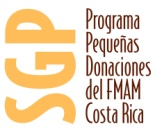 SGP
Programa
Pequeñas
Donaciones
del FMAM
Costa Rica